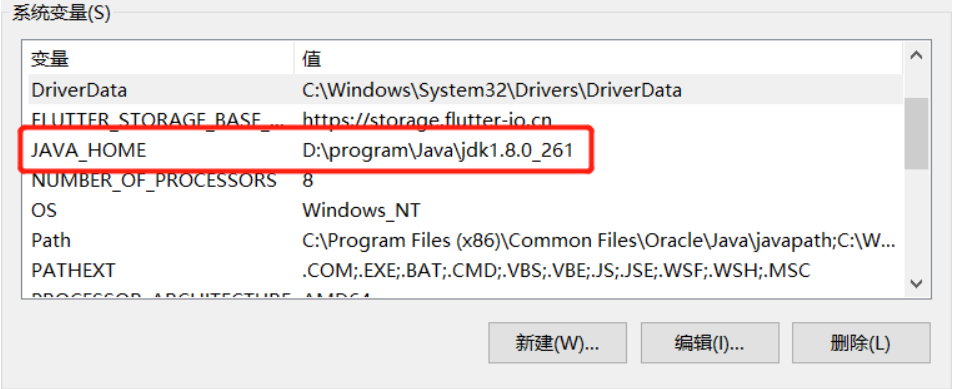 系统变量(S)
变量 值
DriverData C:\Windows\System32\Drivers\DriverData
FLUTTER_STORAGE_BASE_... https://storage.flutter-io.cn
JAVA_HOME D:\program\Java\jdk1.8.0_261
NUMBER_OF_PROCESSORS 8
OS Windows_NT
Path C:\Program Files (x86)\Common Files\Oracle\Java\javapath;C:\W...
PATHEXT .COM;.EXE;.BAT;.CMD;.VBS;.VBE;.JS;.JSE;.WSF;.WSH;.MSC
PROCESSOR_ARCHITECTURE AMD64
新建(W)... 编辑(I)... 删除(L)